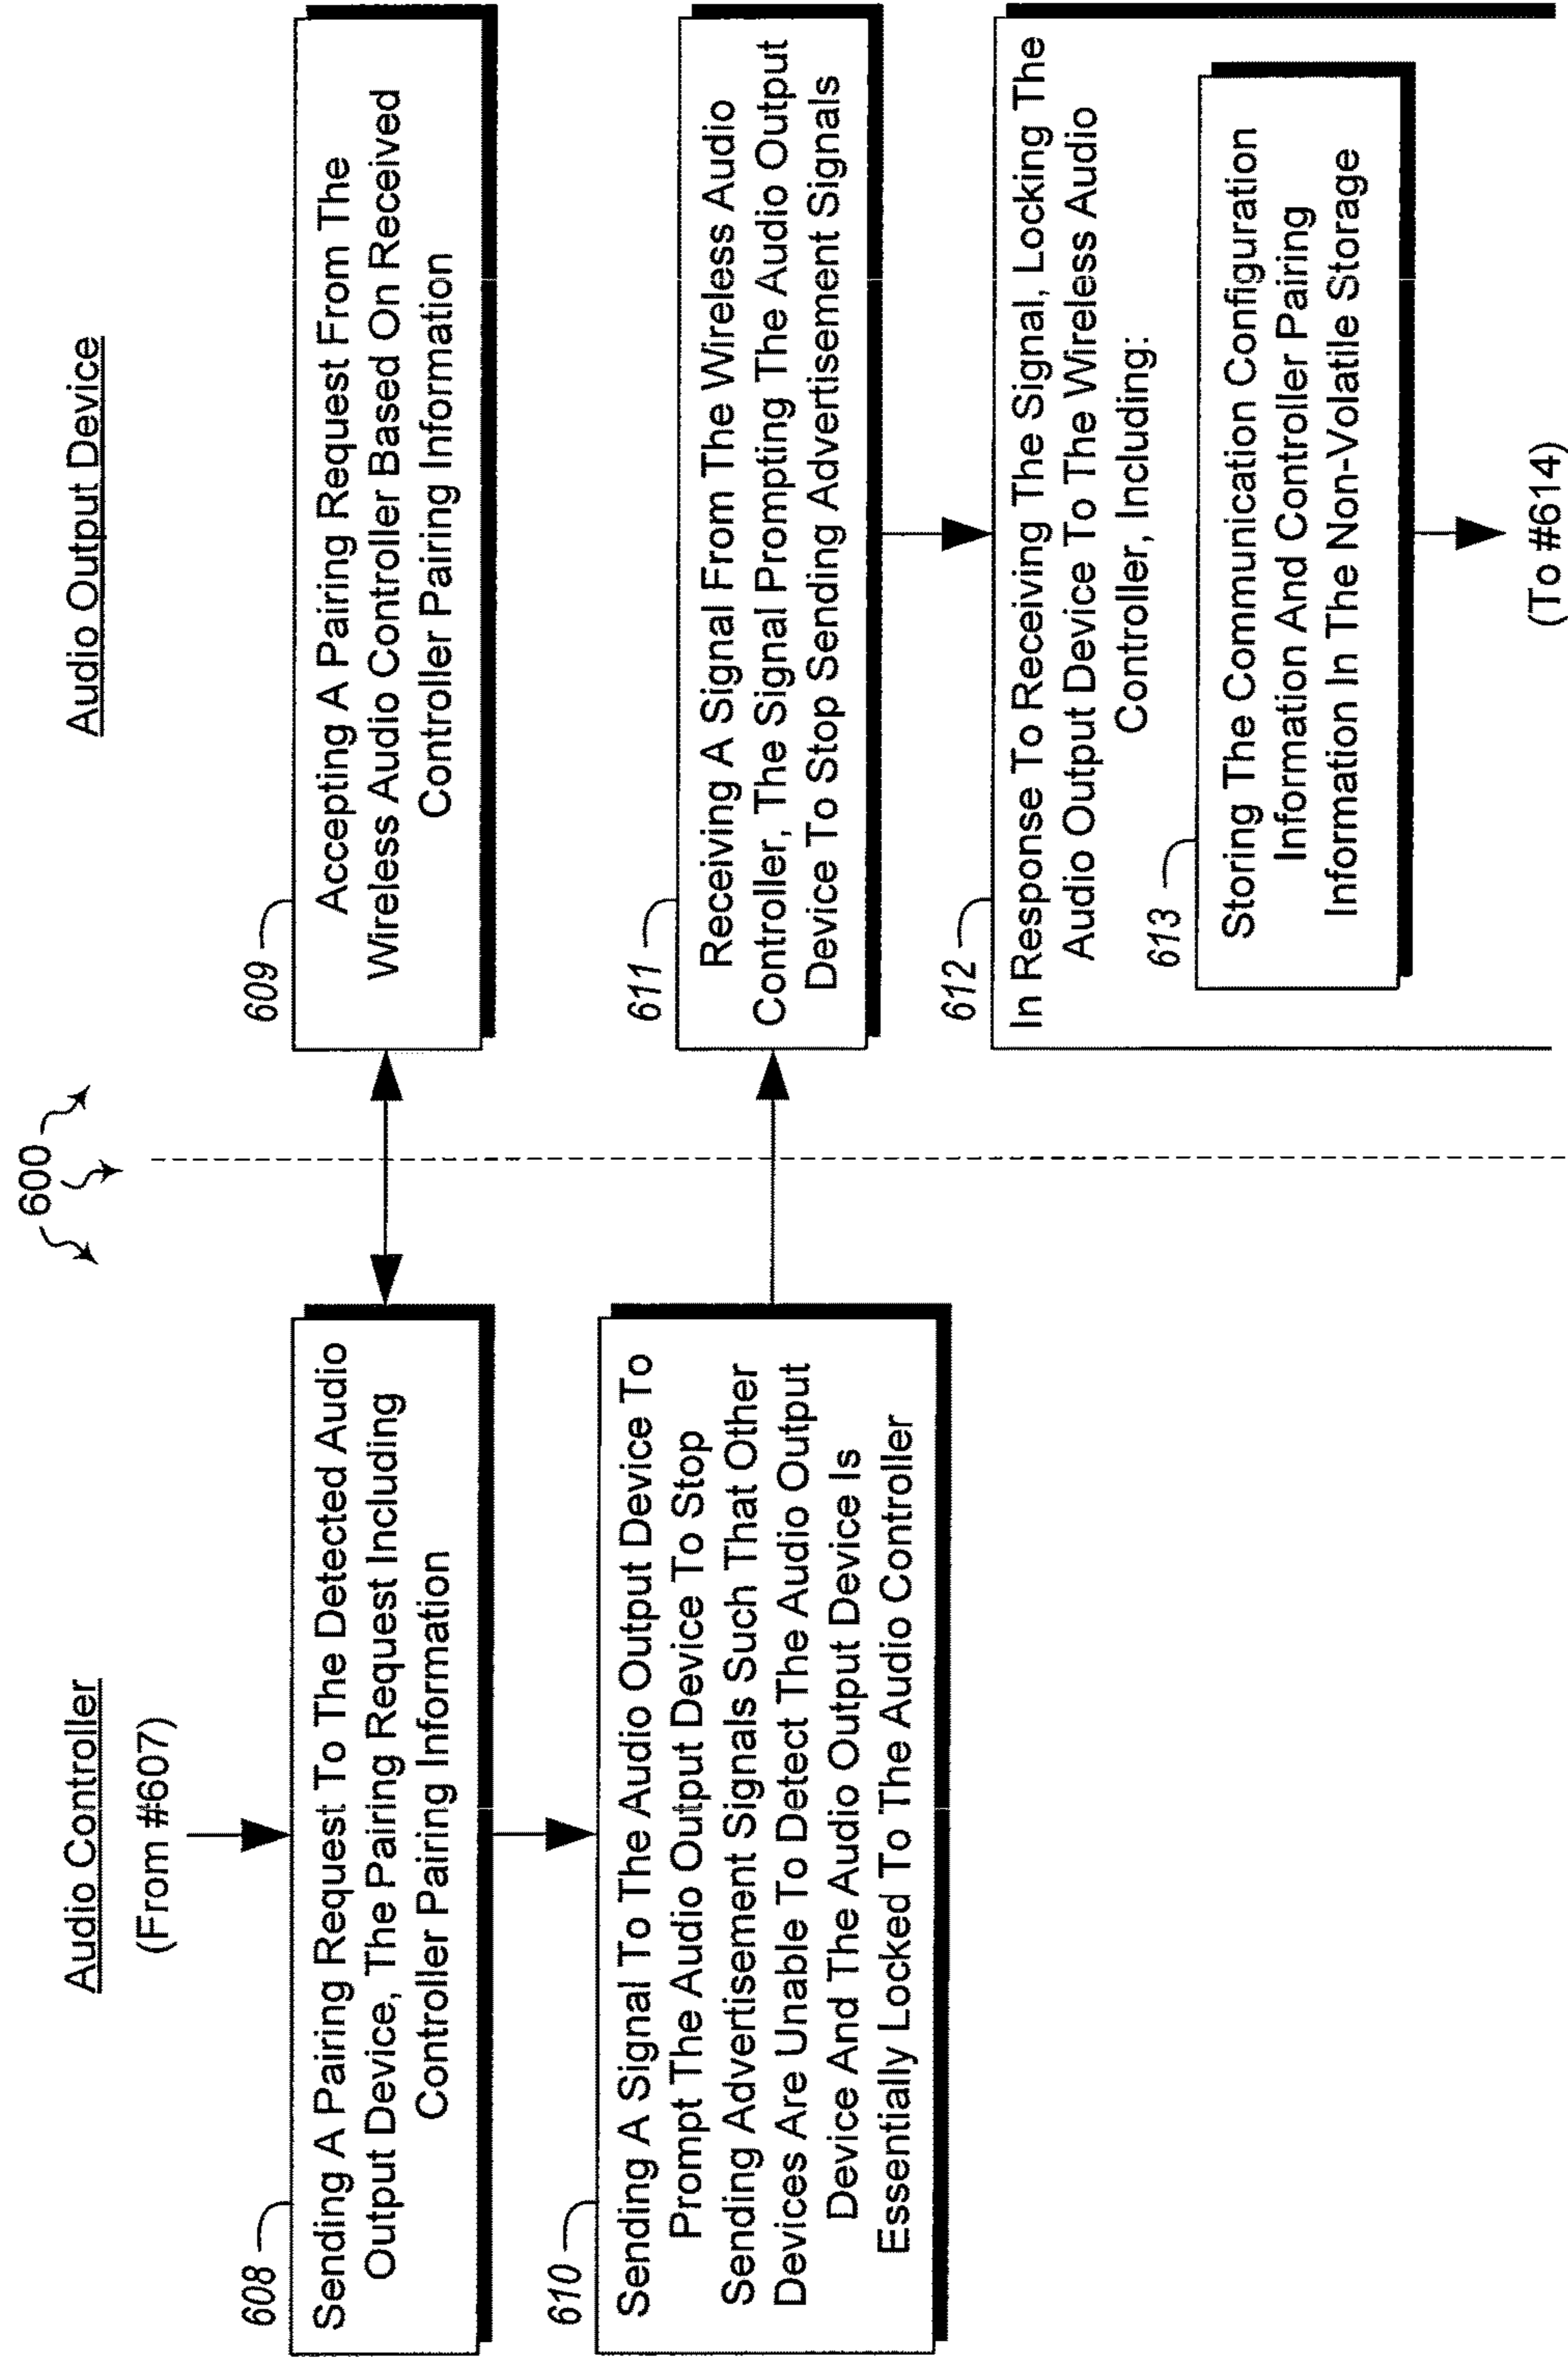 600
Audio Controller
(From #607)
608
Sending A Pairing Request To The Detected Audio
Output Device, The Pairing Request Including
Controller Pairing Information
610
Sending A Signal To The Audio Output Device To
Prompt The Audio Output Device To Stop
Sending Advertisement Signals Such That Other
Devices Are Unable To Detect The Audio Output
Device And The Audio Output Device Is
Essentially Locked To The Audio Controller
Audio Output Device
609
Accepting A Pairing Request From The
Wireless Audio Controller Based On Received
Controller Pairing Information
611
Receiving A Signal From The Wireless Audio
Controller, The Signal Prompting The Audio Output
Device To Stop Sending Advertisement Signals
612
In Response To Receiving The Signal, Locking The
Audio Output Device To The Wireless Audio
Controller, Including:
613
Storing The Communication Configuration
Information And Controller Pairing
Information In The Non-Volatile Storage
(To #614)